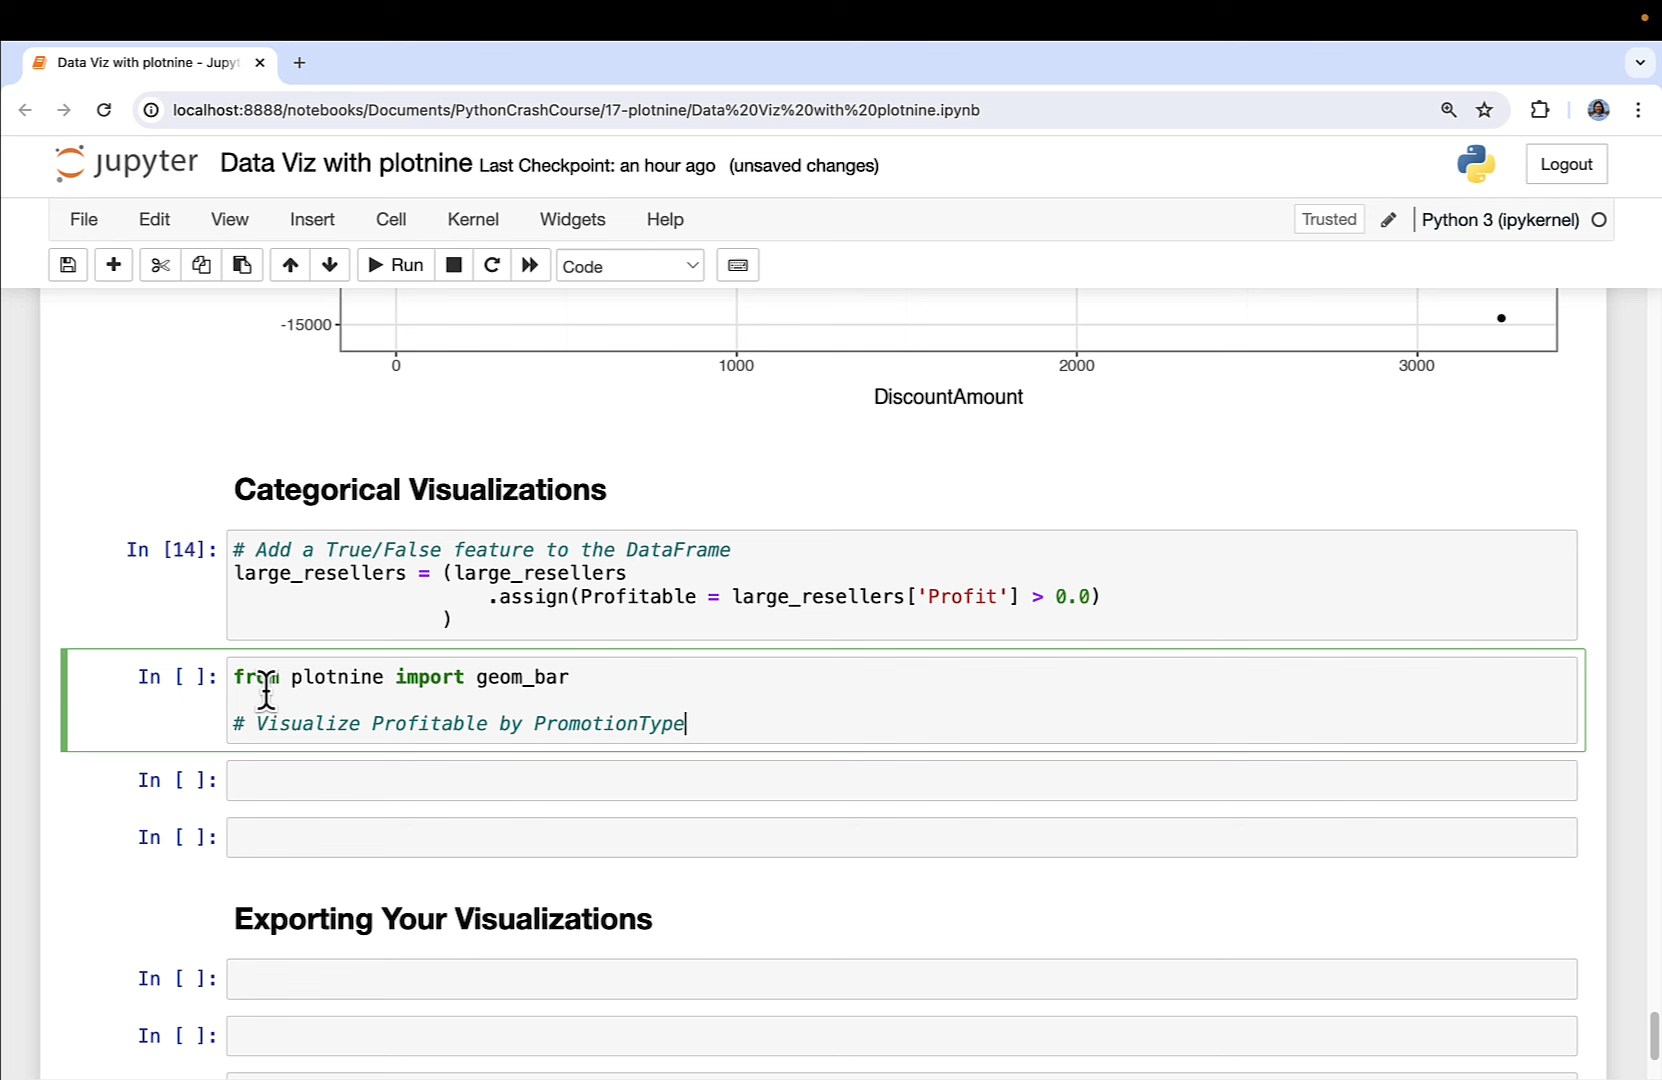 Data Viz with plotnine - Jupyt
localhost:8888/notebooks/Documents/PythonCrashCourse/17-plotnine/Data%20Viz%20with%20plotnine.ipynb
jupyter Data Viz with plotnine Last Checkpoint: an hour ago (unsaved changes)
Logout
File Edit View Insert Cell Kernel Widgets Help
Trusted Python 3 (ipykernel)
Run Code
-15000
0 1000 2000 3000
DiscountAmount
Categorical Visualizations
In [14]: # Add a True/False feature to the DataFrame
large_resellers = (large_resellers
.assign(Profitable = large_resellers['Profit'] > 0.0)
)
In [ ]: from plotnine import geom_bar
# Visualize Profitable by PromotionType
In [ ]:
In [ ]:
Exporting Your Visualizations
In [ ]:
In [ ]: